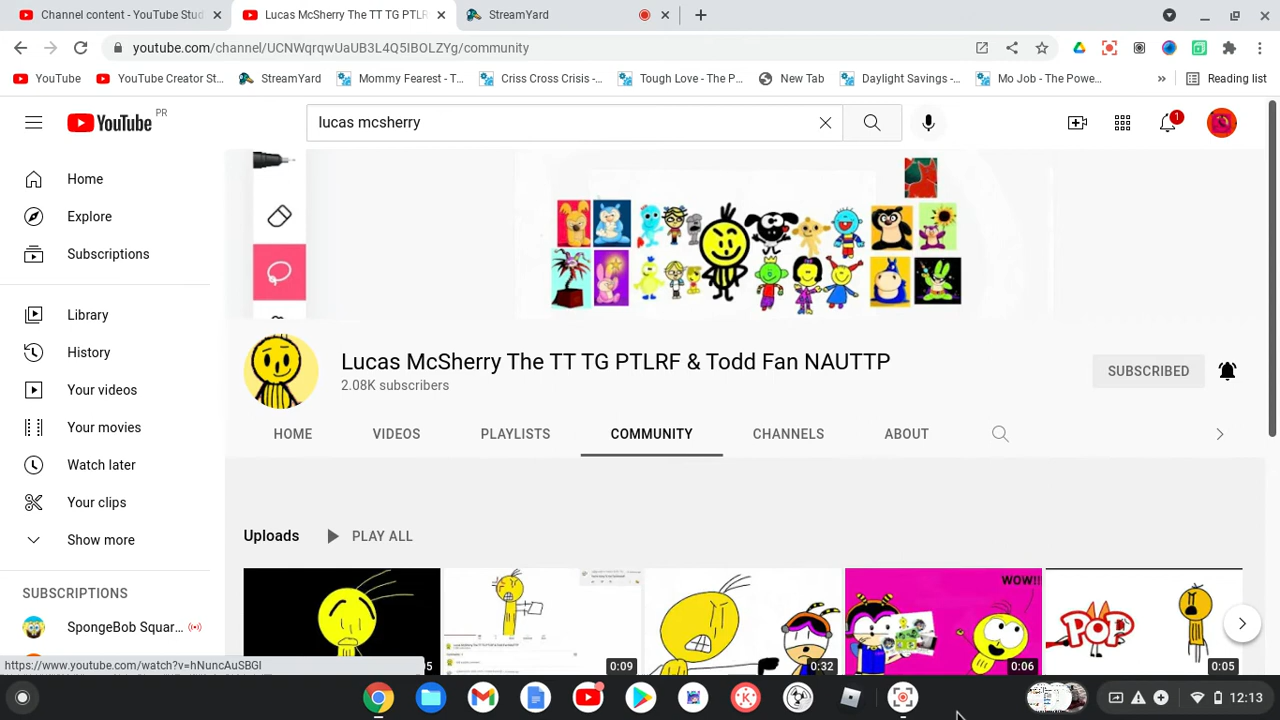 Channel content - YouTube Stud
Lucas McSherry The TT TG PTLR
StreamYard
youtube.com/channel/UCNWqrqwUaUB3L4Q5iBOLZYg/community
YouTube
YouTube Creator St...
StreamYard
Mommy Fearest - T...
Criss Cross Crisis -...
Tough Love - The P...
New Tab
Daylight Savings -...
Mo Job - The Powe...
»
Reading list
YouTube PR
lucas mcsherry
1
Home
Explore
Subscriptions
Library
History
Your videos
Your movies
Watch later
Your clips
Show more
SUBSCRIPTIONS
SpongeBob Squar...
Lucas McSherry The TT TG PTLRF & Todd Fan NAUTTP
2.08K subscribers
SUBSCRIBED
HOME
VIDEOS
PLAYLISTS
COMMUNITY
CHANNELS
ABOUT
Uploads
PLAY ALL
WOW!!
POP
0:09
0:32
0:06
0:05
https://www.youtube.com/watch?v=hNuncAuSBGI
12:13